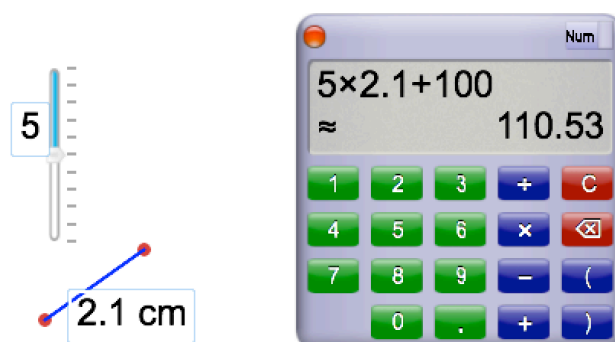 Num
5×2.1+100
≈ 110.53
5
2.1 cm
1 2 3 ÷ C
4 5 6 × ⌫
7 8 9 − (
0 . + )